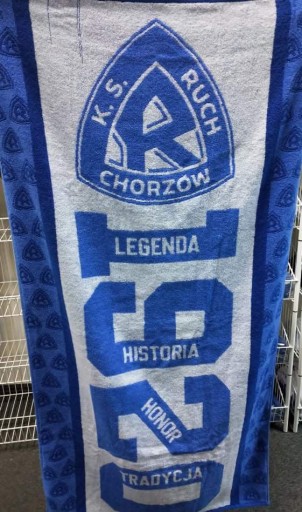 K. S. RUCH
R
CHORZÓW
1920
LEGENDA
HISTORIA
HONOR
TRADYCJA